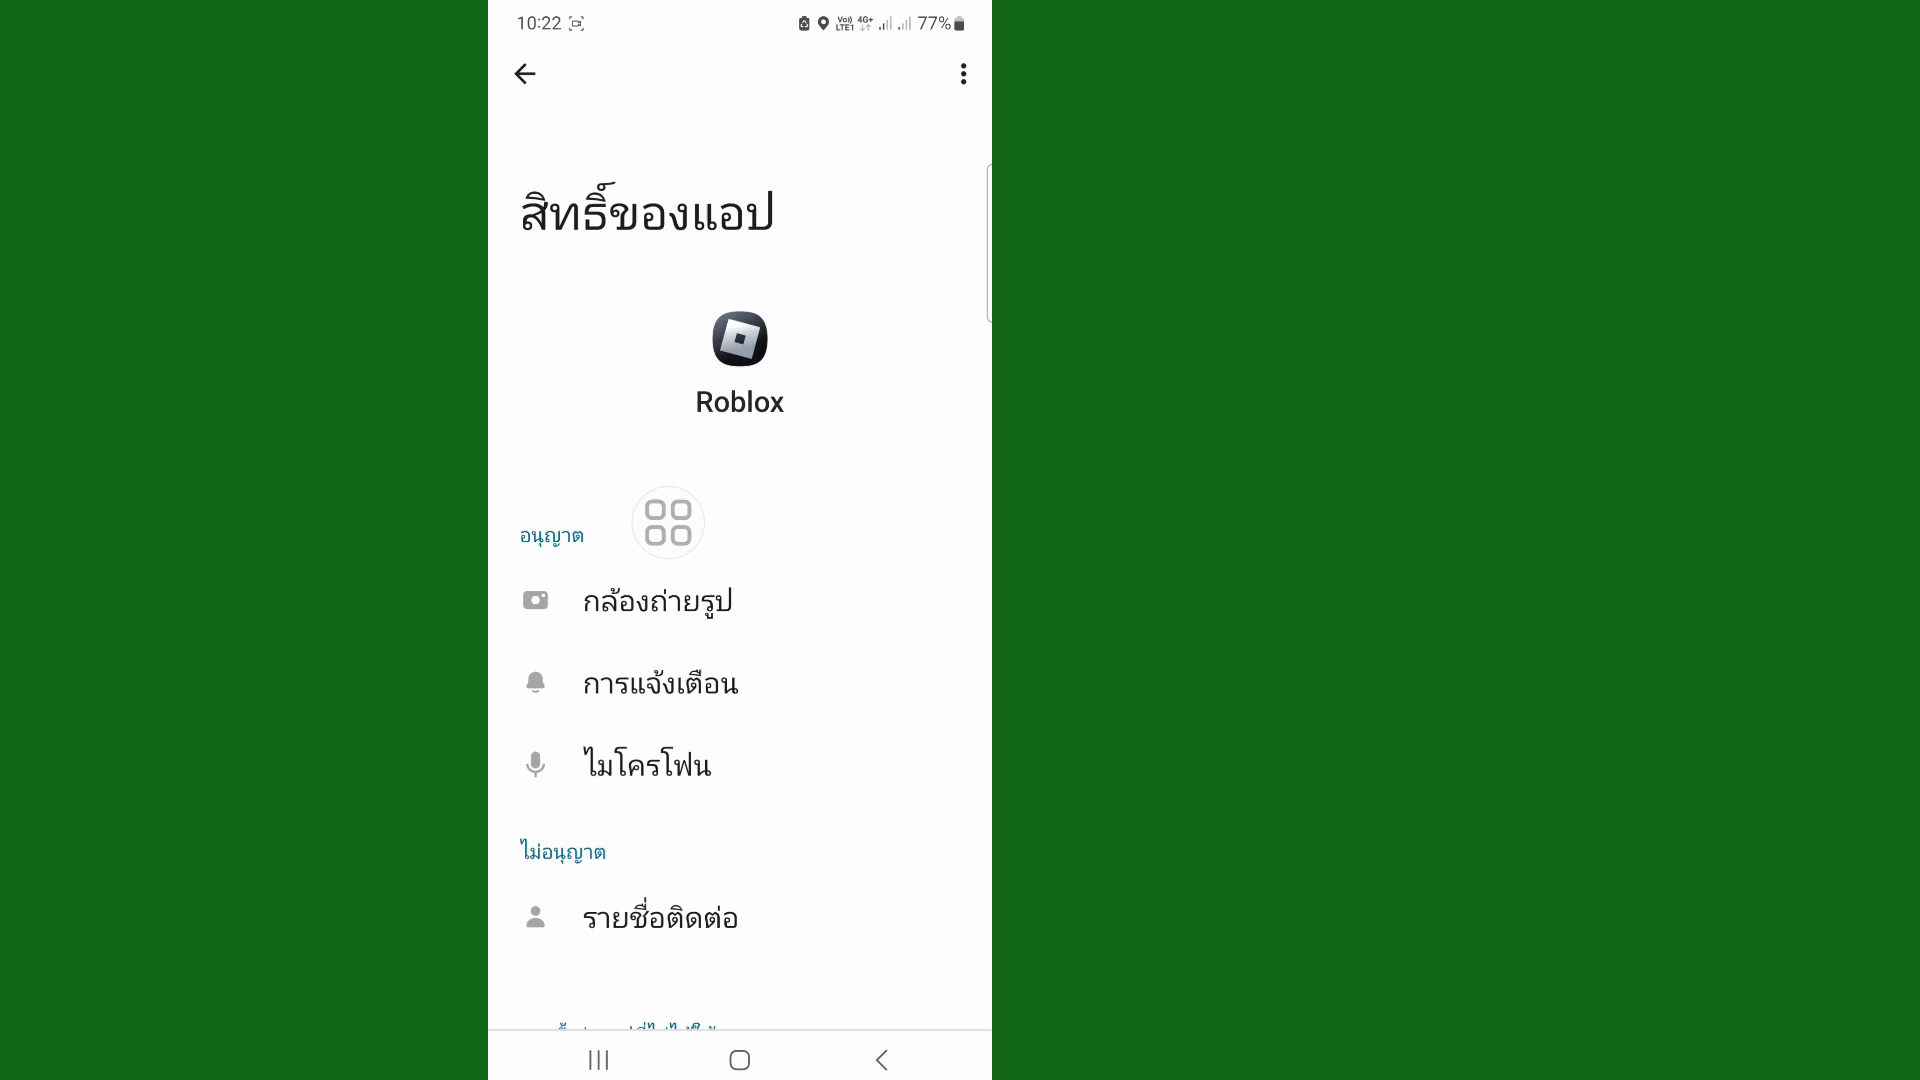 10:22
Vo)) 4G+ 77%
LTE1
สิทธิ์ของแอป
Roblox
อนุญาต
กล้องถ่ายรูป
การแจ้งเตือน
ไมโครโฟน
ไม่อนุญาต
รายชื่อติดต่อ